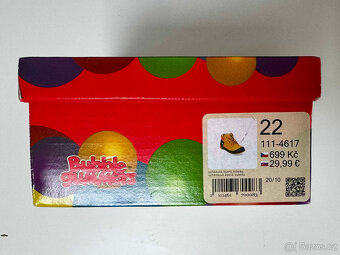 Bubble
Gummers
22
111-4617
699 Kč
29,99 €
20/10
bazos.cz